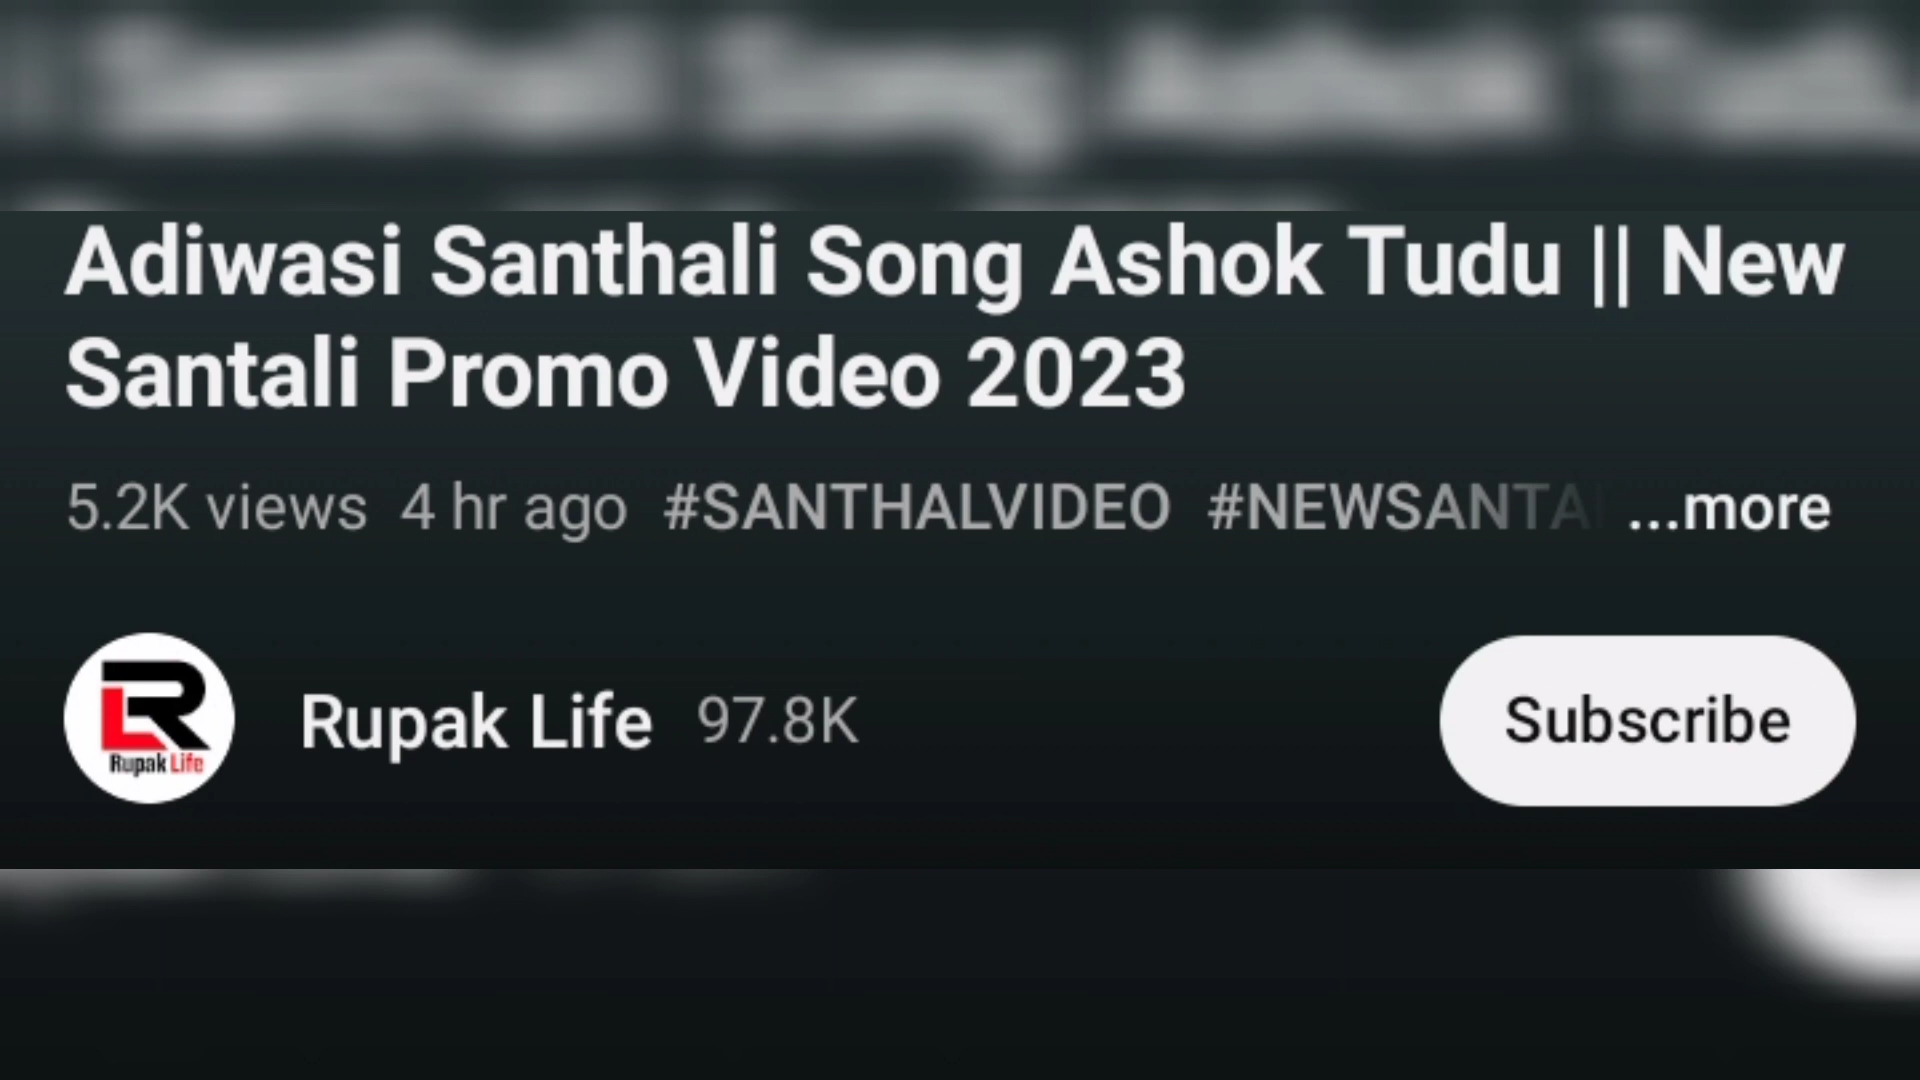 Adiwasi Santhali Song Ashok Tudu || New
Santali Promo Video 2023
5.2K views 4 hr ago #SANTHALVIDEO #NEWSANTA ...more
Rupak Life
Rupak Life 97.8K
Subscribe